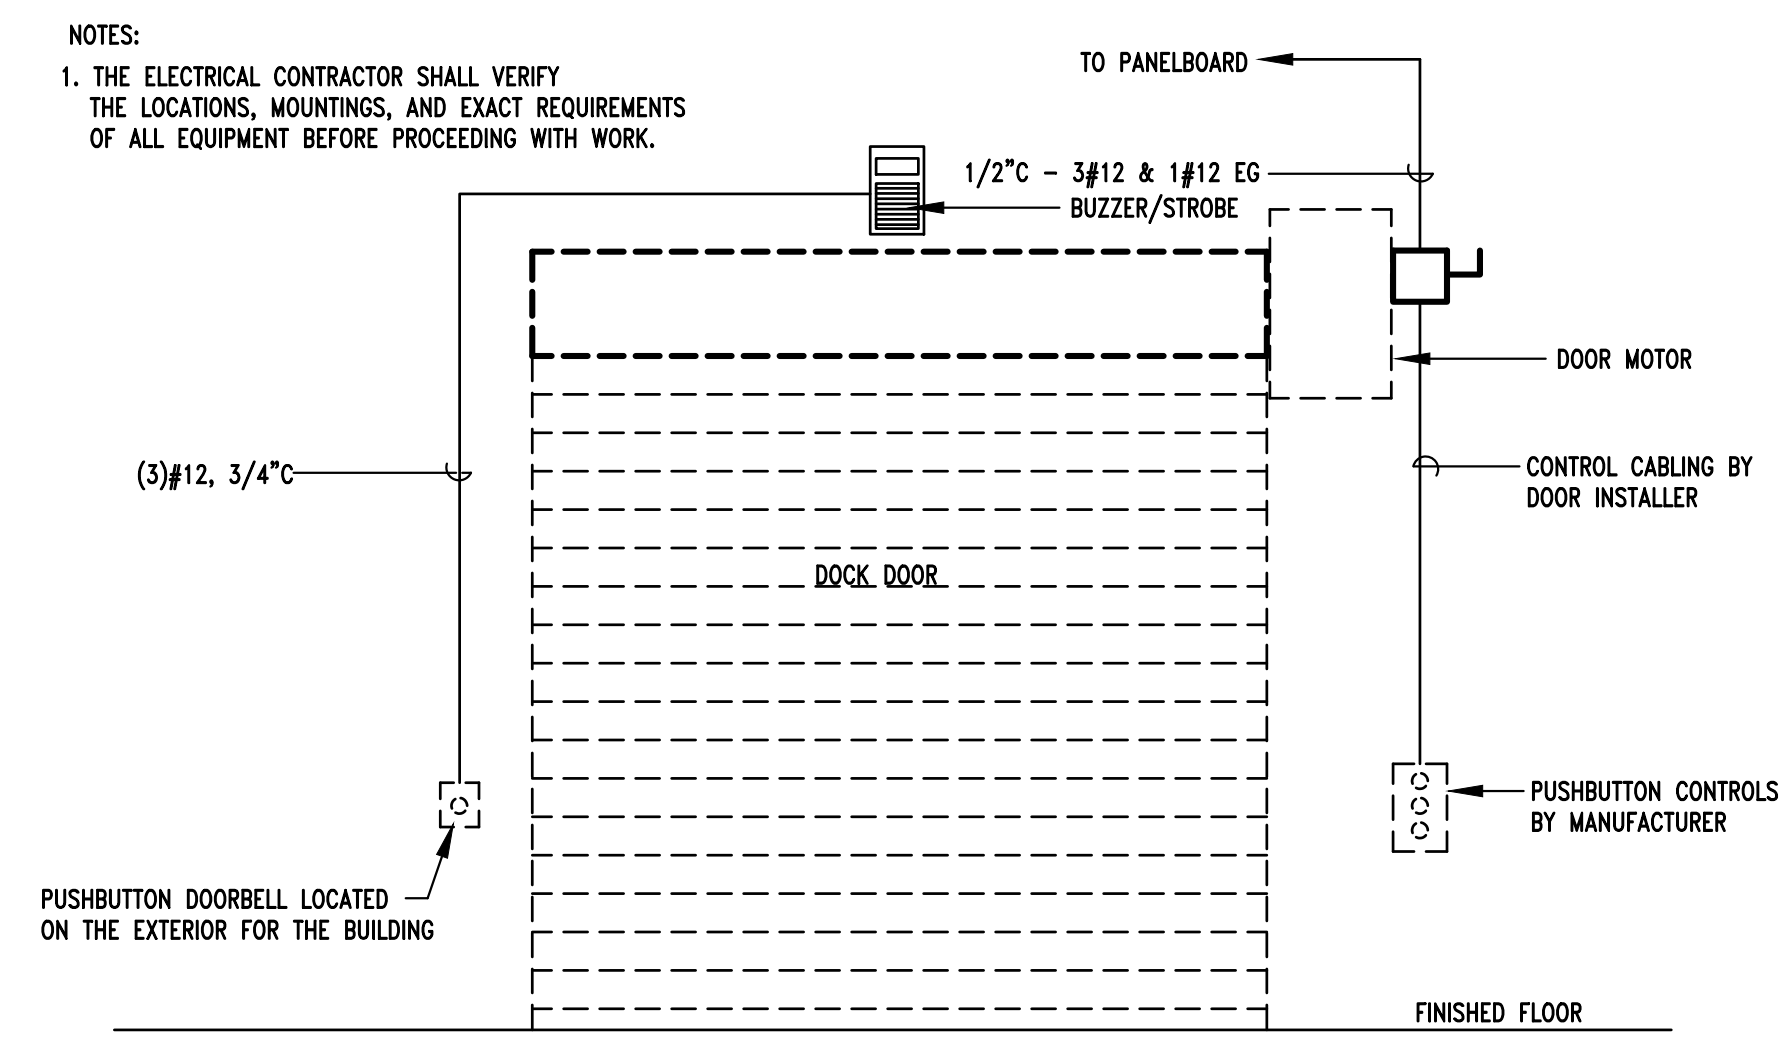 NOTES:
1. THE ELECTRICAL CONTRACTOR SHALL VERIFY
THE LOCATIONS, MOUNTINGS, AND EXACT REQUIREMENTS
OF ALL EQUIPMENT BEFORE PROCEEDING WITH WORK.
TO PANELBOARD
1/2"C - 3#12 & 1#12 EG
BUZZER/STROBE
DOOR MOTOR
(3)#12, 3/4"C
CONTROL CABLING BY
DOOR INSTALLER
DOCK DOOR
PUSHBUTTON CONTROLS
BY MANUFACTURER
PUSHBUTTON DOORBELL LOCATED
ON THE EXTERIOR FOR THE BUILDING
FINISHED FLOOR